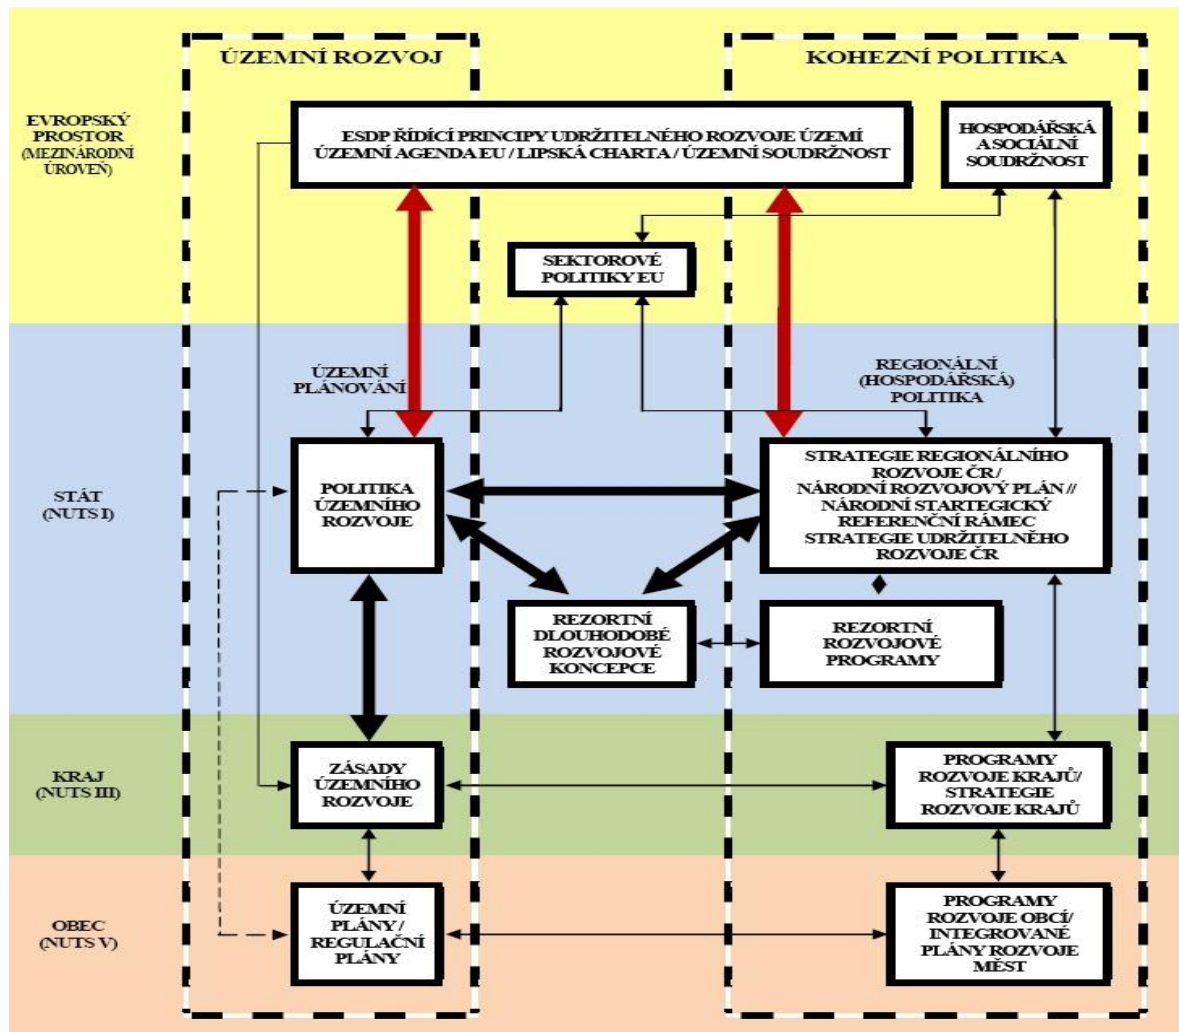 ÚZEMNÍ ROZVOJ
KOHEZNÍ POLITIKA
EVROPSKÝ
PROSTOR
(MEZINÁRODNÍ
ÚROVEŇ)
ESDP ŘÍDÍCÍ PRINCIPY UDRŽITELNÉHO ROZVOJE ÚZEMÍ
ÚZEMNÍ AGENDA EU / LIPSKÁ CHARTA / ÚZEMNÍ SOUDRŽNOST
HOSPODÁŘSKÁ
A SOCIÁLNÍ
SOUDRŽNOST
SEKTOROVÉ
POLITIKY EU
ÚZEMNÍ
PLÁNOVÁNÍ
REGIONÁLNÍ
(HOSPODÁŘSKÁ)
POLITIKA
STÁT
(NUTS I)
POLITIKA
ÚZEMNÍHO
ROZVOJE
STRATEGIE REGIONÁLNÍHO
ROZVOJE ČR /
NÁRODNÍ ROZVOJOVÝ PLÁN //
NÁRODNÍ STARTEGICKÝ
REFERENČNÍ RÁMEC
STRATEGIE UDRŽITELNĚHO
ROZVOJE ČR
REZORTNÍ
DLOUHODOBÉ
ROZVOJOVÉ
KONCEPCE
REZORTNÍ
ROZVOJOVÉ
PROGRAMY
KRAJ
(NUTS III)
ZÁSADY
ÚZEMNÍHO
ROZVOJE
PROGRAMY
ROZVOJE KRAJŮ/
STRATEGIE
ROZVOJE KRAJŮ
OBEC
(NUTS V)
ÚZEMNÍ
PLÁNY /
REGULAČNÍ
PLÁNY
PROGRAMY
ROZVOJE OBCÍ/
INTEGROVANÉ
PLÁNY ROZVOJE
MĚST